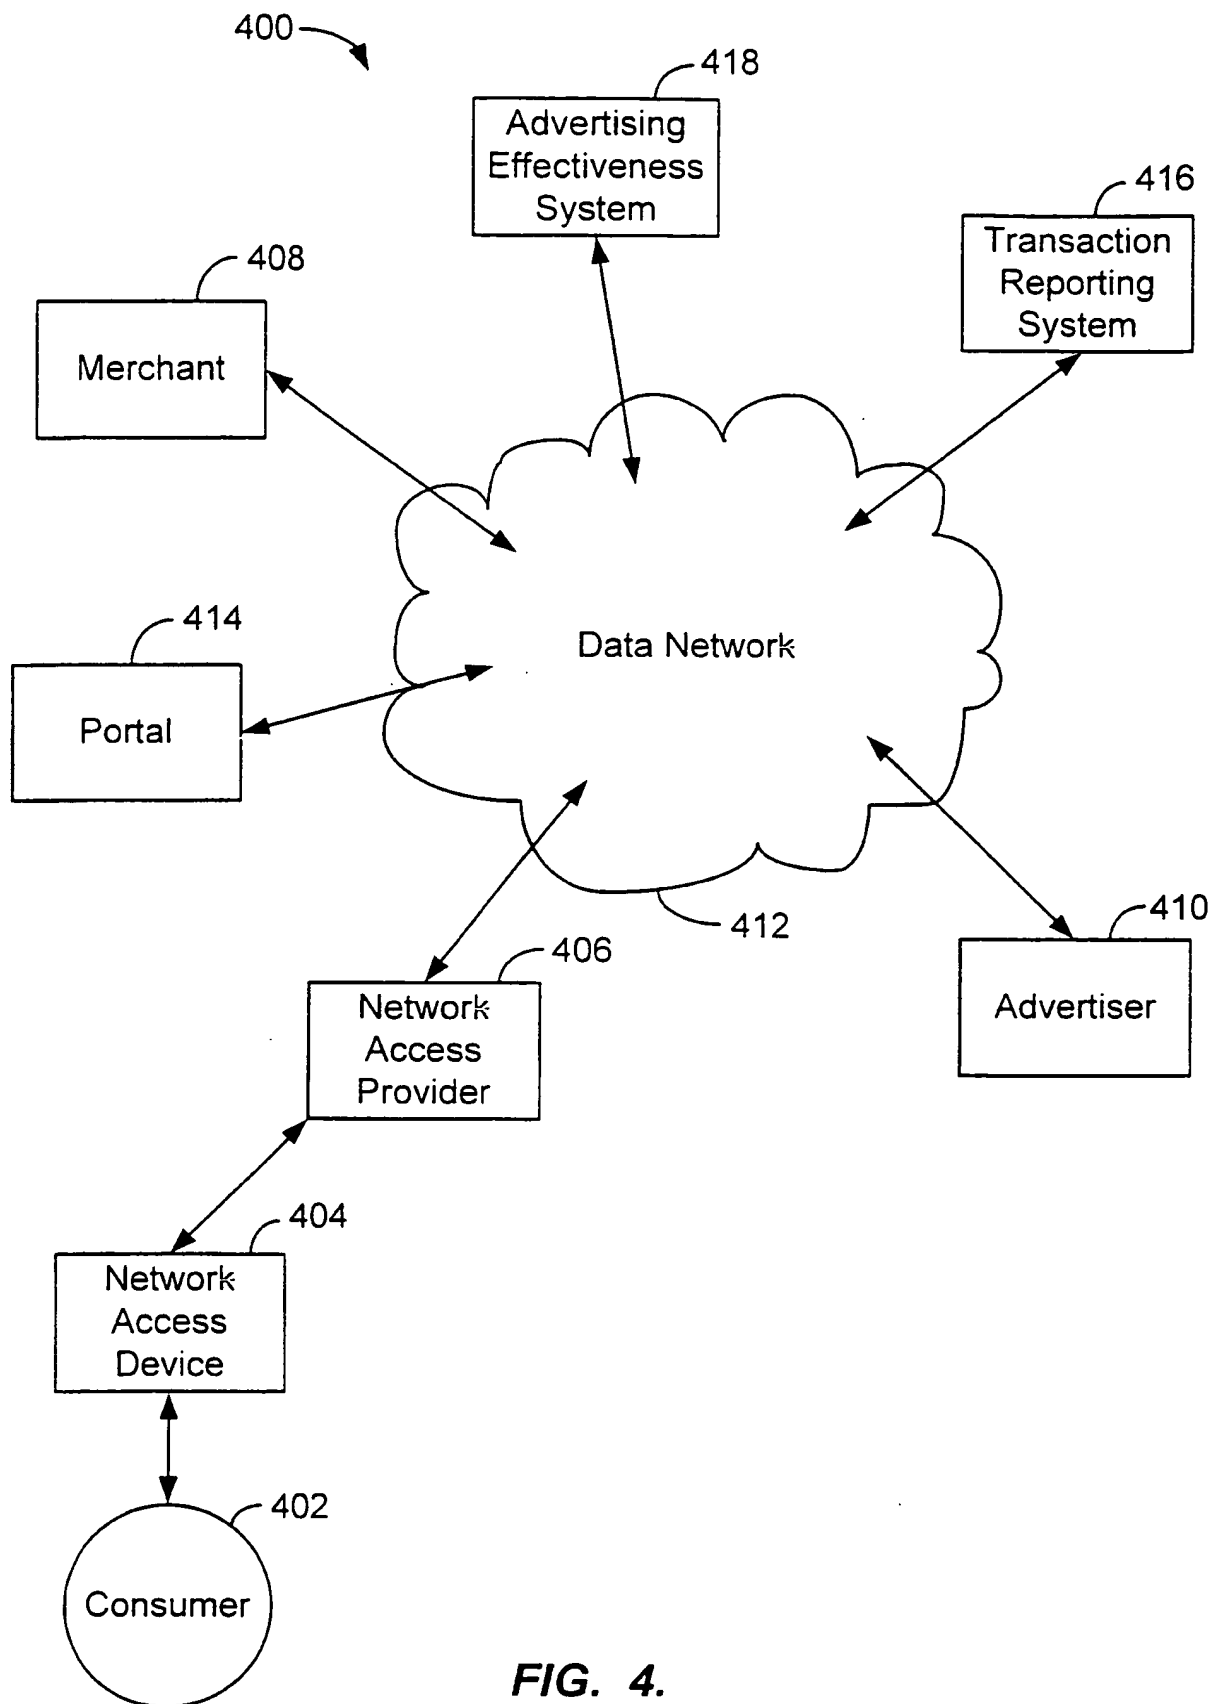 400
418
Advertising
Effectiveness
System
416
Transaction
Reporting
System
408
Merchant
414
Portal
Data Network
412
410
Advertiser
406
Network
Access
Provider
404
Network
Access
Device
402
Consumer
FIG. 4.